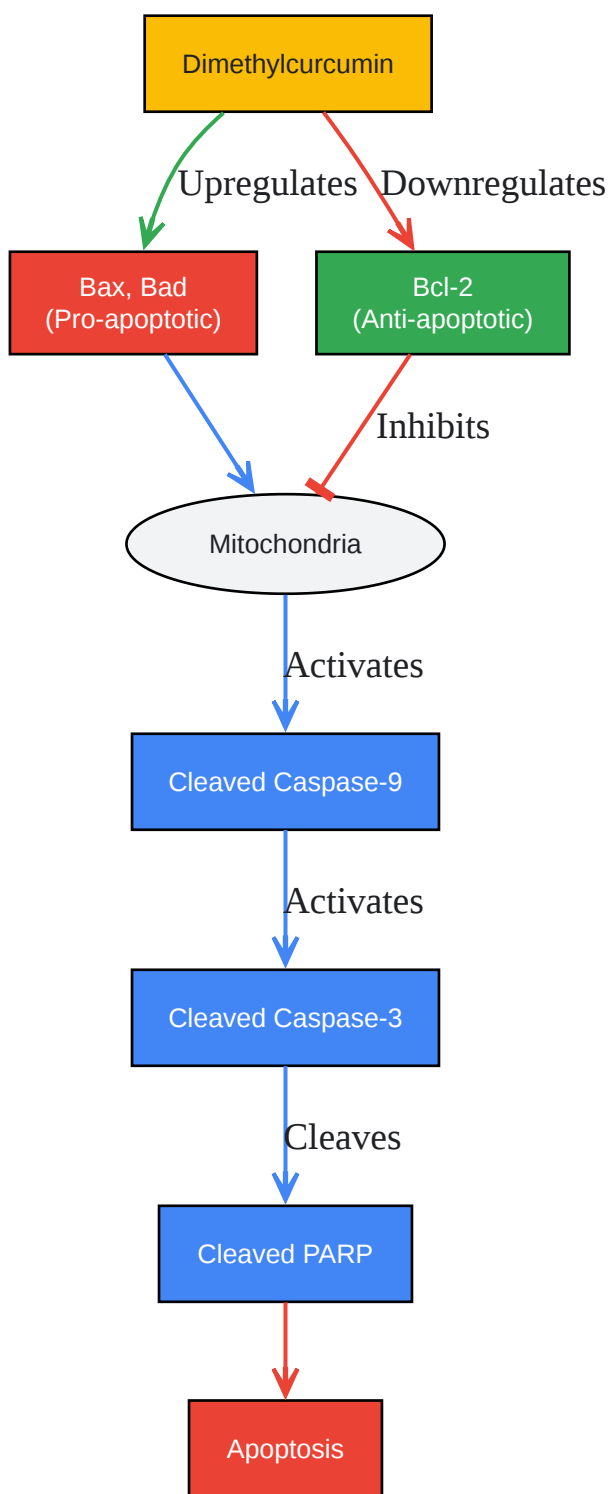 Dimethylcurcumin
Upregulates
Downregulates
Bax, Bad
(Pro-apoptotic)
Bcl-2
(Anti-apoptotic)
Inhibits
Mitochondria
Activates
Cleaved Caspase-9
Activates
Cleaved Caspase-3
Cleaves
Cleaved PARP
Apoptosis